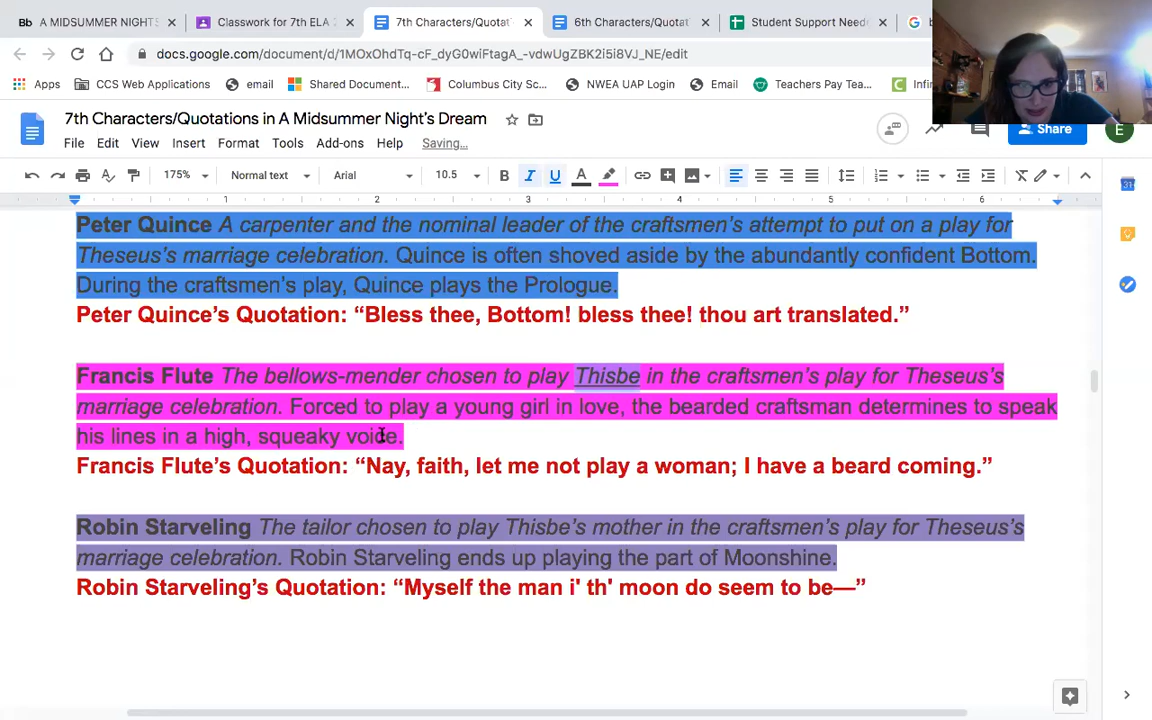 Bb A MIDSUMMER NIGHT'S
Classwork for 7th ELA
7th Characters/Quotat
6th Characters/Quotat
Student Support Neede
b
docs.google.com/document/d/1MOxOhdTq-cF_dyG0wiFtagA_-vdwUgZBK2i5i8VJ_NE/edit
Apps
CCS Web Applications
email
Shared Document...
Columbus City Sc...
NWEA UAP Login
Email
Teachers Pay Tea...
Infin
7th Characters/Quotations in A Midsummer Night's Dream
File Edit View Insert Format Tools Add-ons Help Saving...
Share
E
175% Normal text Arial 10.5 B I U A
1 2 3 4 5 6
Peter Quince A carpenter and the nominal leader of the craftsmen's attempt to put on a play for
Theseus's marriage celebration. Quince is often shoved aside by the abundantly confident Bottom.
During the craftsmen's play, Quince plays the Prologue.
Peter Quince's Quotation: “Bless thee, Bottom! bless thee! thou art translated.”
Francis Flute The bellows-mender chosen to play Thisbe in the craftsmen's play for Theseus's
marriage celebration. Forced to play a young girl in love, the bearded craftsman determines to speak
his lines in a high, squeaky voice.
Francis Flute's Quotation: “Nay, faith, let me not play a woman; I have a beard coming.”
Robin Starveling The tailor chosen to play Thisbe's mother in the craftsmen's play for Theseus's
marriage celebration. Robin Starveling ends up playing the part of Moonshine.
Robin Starveling's Quotation: “Myself the man i' th' moon do seem to be—”